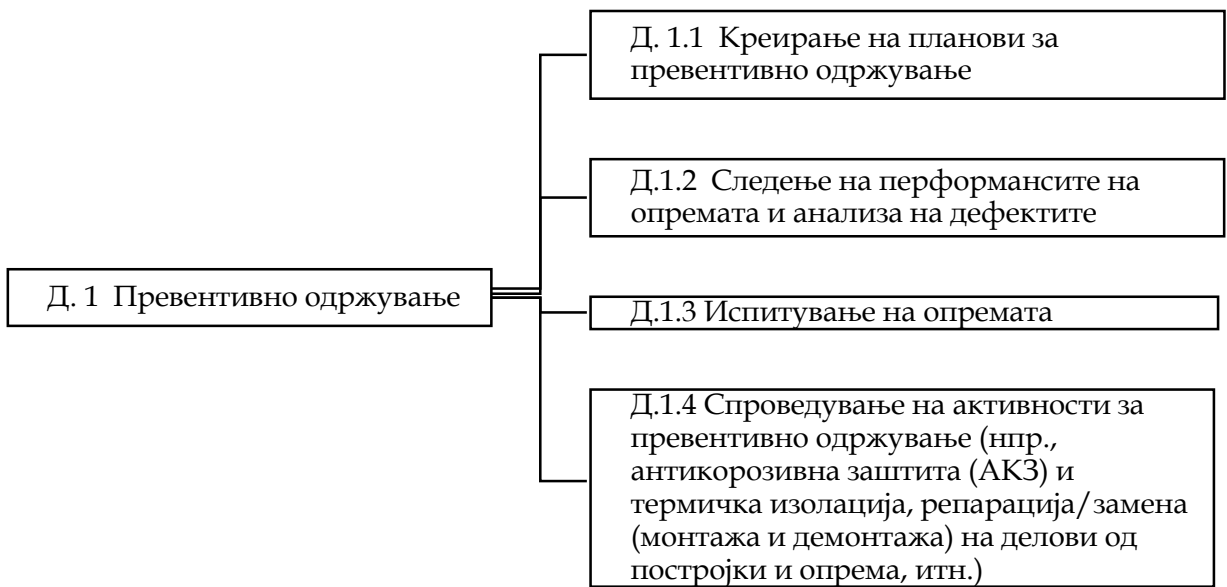 Д. 1.1  Креирање на планови за
превентивно одржување
Д.1.2  Следење на перформансите на
опремата и анализа на дефектите
Д. 1  Превентивно одржување
Д.1.3 Испитување на опремата
Д.1.4 Спроведување на активности за
превентивно одржување (нпр.,
антикорозивна заштита (АКЗ) и
термичка изолација, репарација/замена
(монтажа и демонтажа) на делови од
постројки и опрема, итн.)